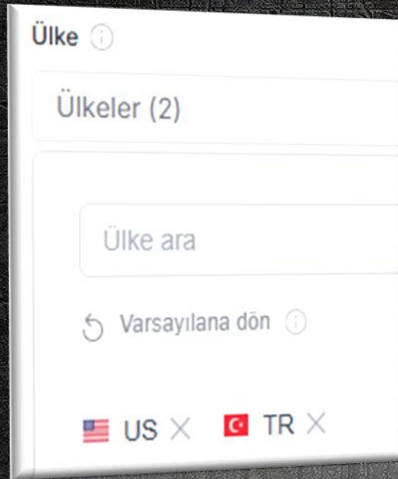 Ülke
Ülkeler (2)
Ülke ara
Varsayılana dön
US TR